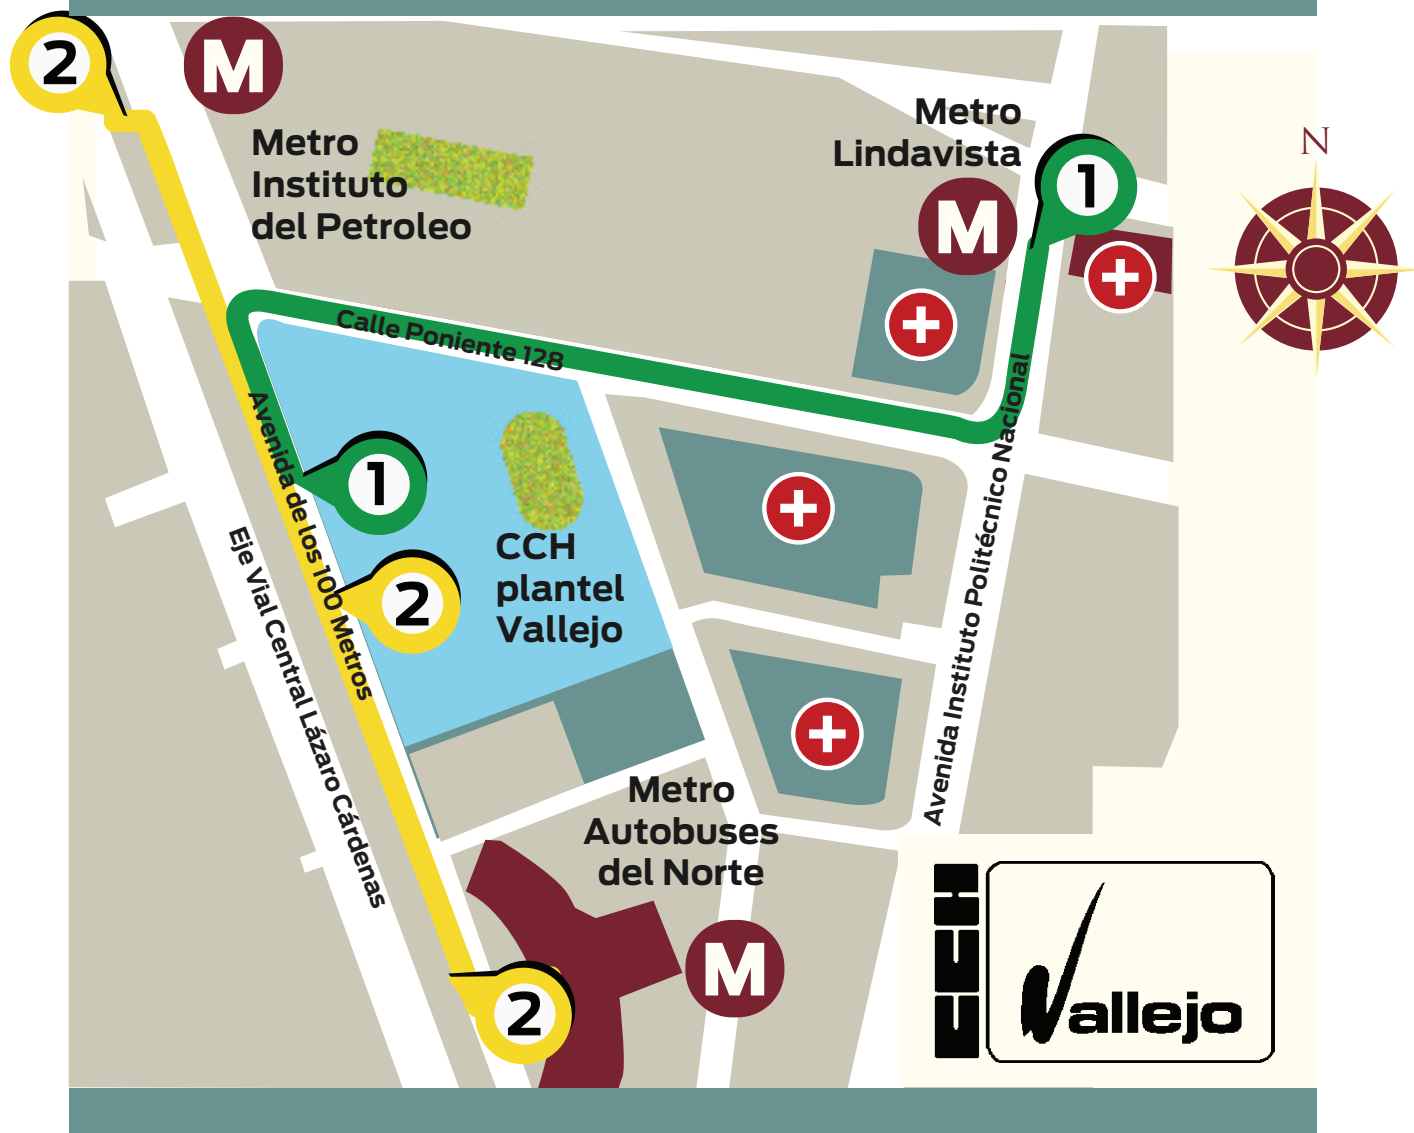 2
M
Metro
Instituto
del Petroleo
Metro
Lindavista
M
1
N
Calle Poniente 128
Avenida de los 100 Metros
1
2
CCH
plantel
Vallejo
Eje Vial Central Lázaro Cárdenas
Avenida Instituto Politécnico Nacional
Metro
Autobuses
del Norte
M
2
CCH
Vallejo